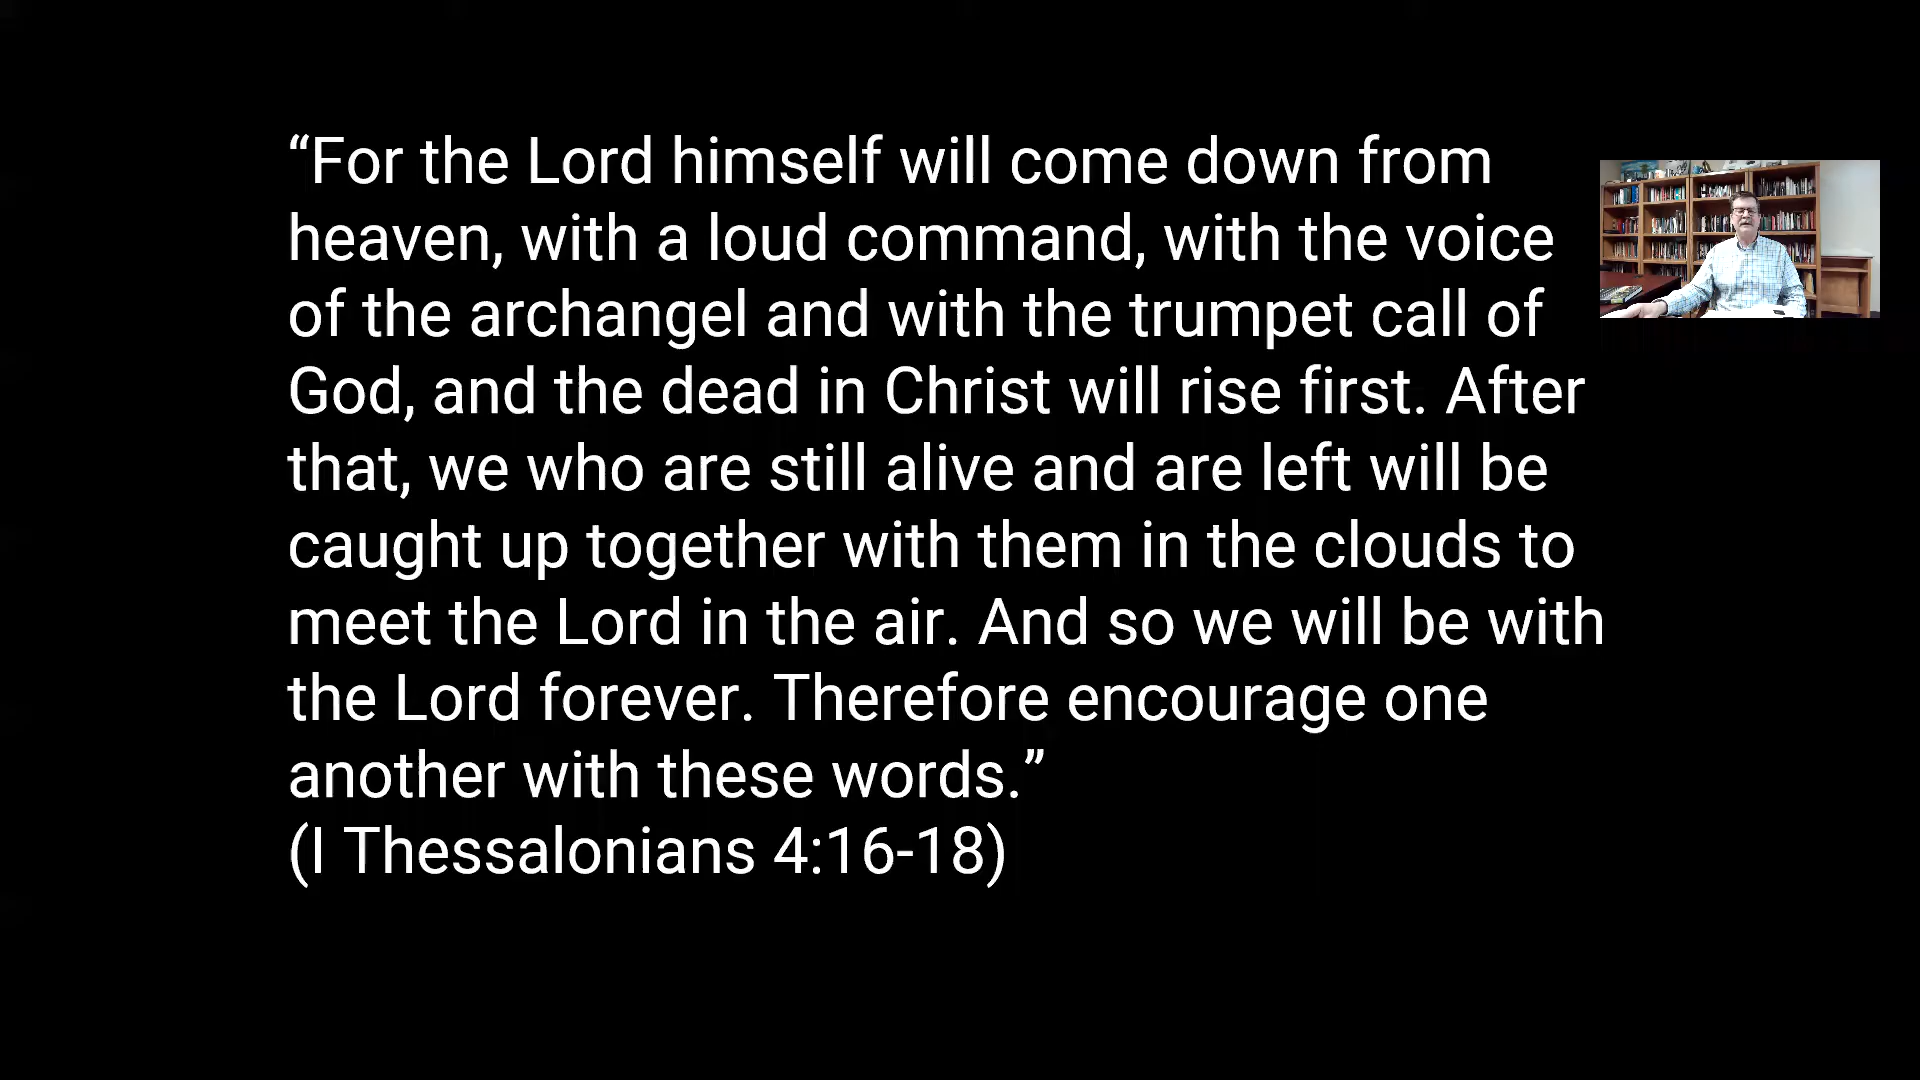 “For the Lord himself will come down from
heaven, with a loud command, with the voice
of the archangel and with the trumpet call of
God, and the dead in Christ will rise first. After
that, we who are still alive and are left will be
caught up together with them in the clouds to
meet the Lord in the air. And so we will be with
the Lord forever. Therefore encourage one
another with these words.”
(I Thessalonians 4:16-18)